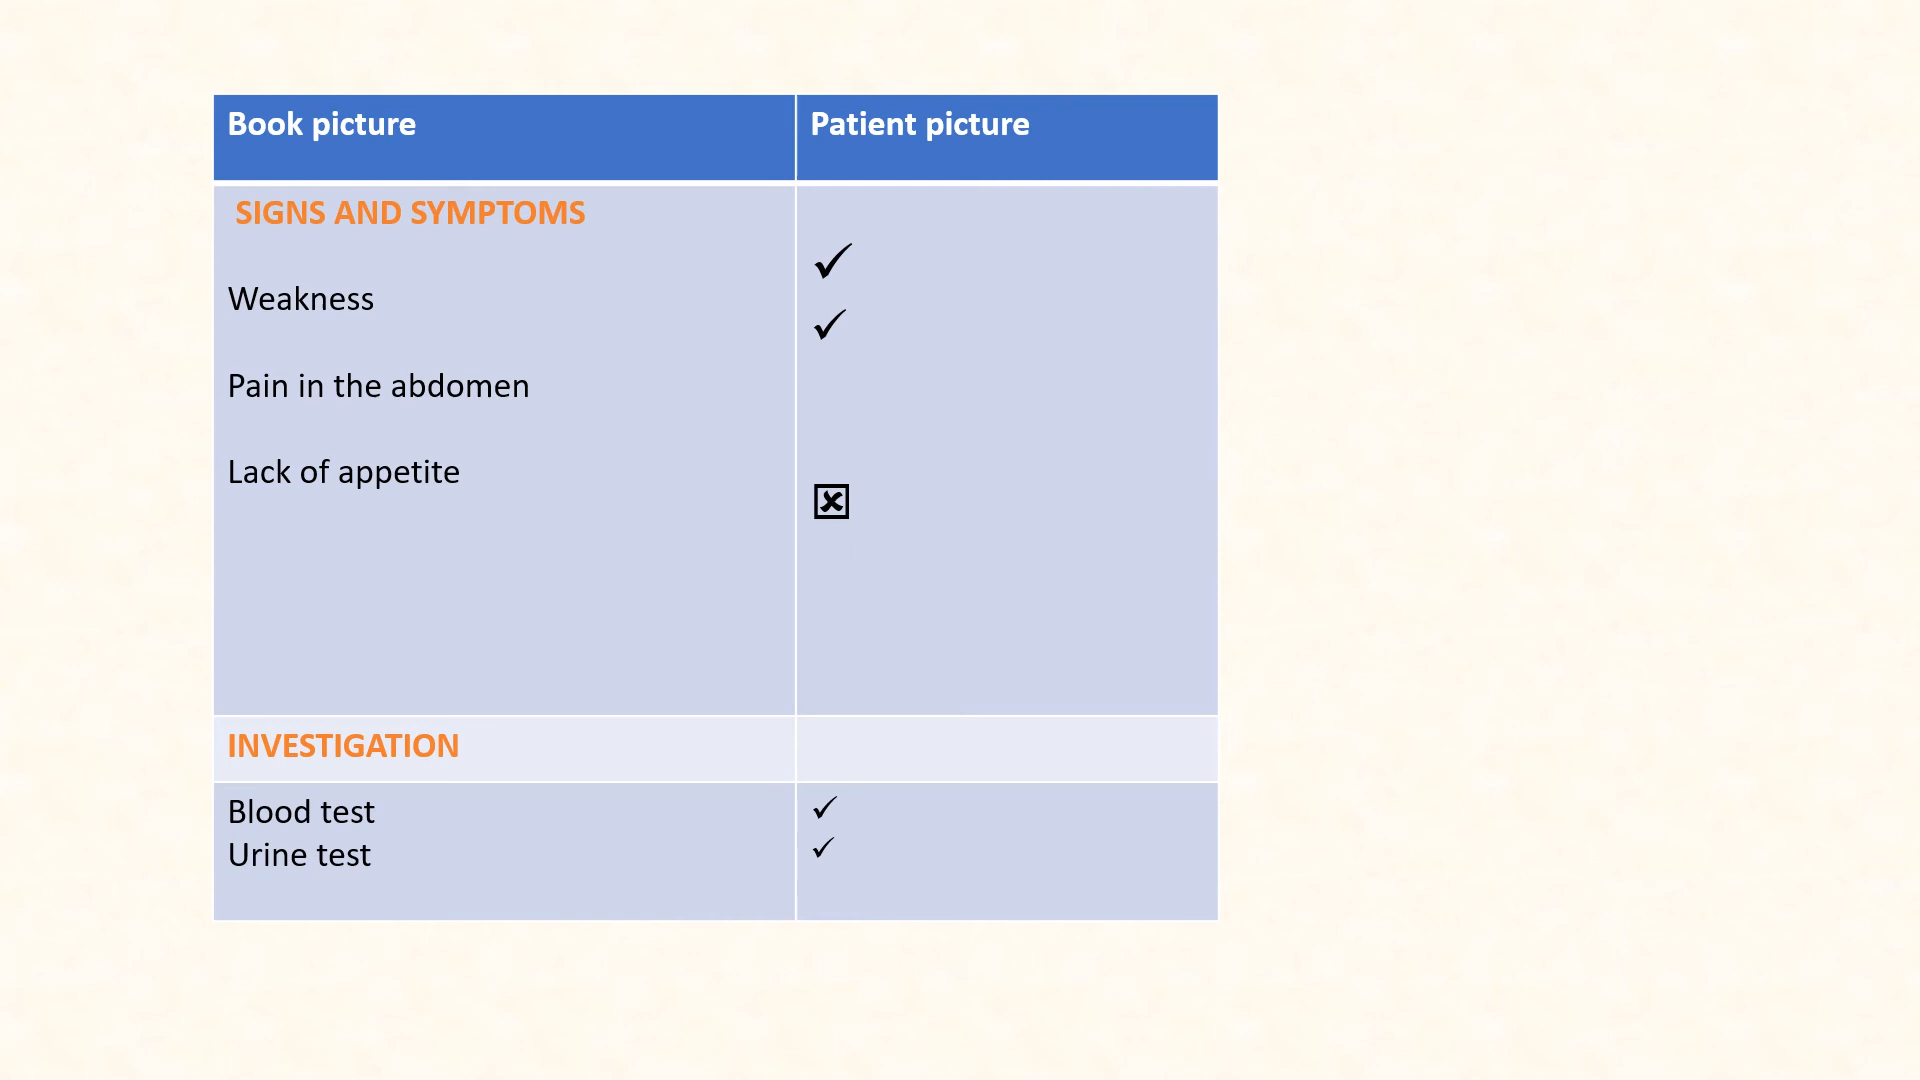 Book picture
Patient picture
SIGNS AND SYMPTOMS
✓
Weakness
✓
Pain in the abdomen
Lack of appetite
☒
INVESTIGATION
Blood test
✓
Urine test
✓